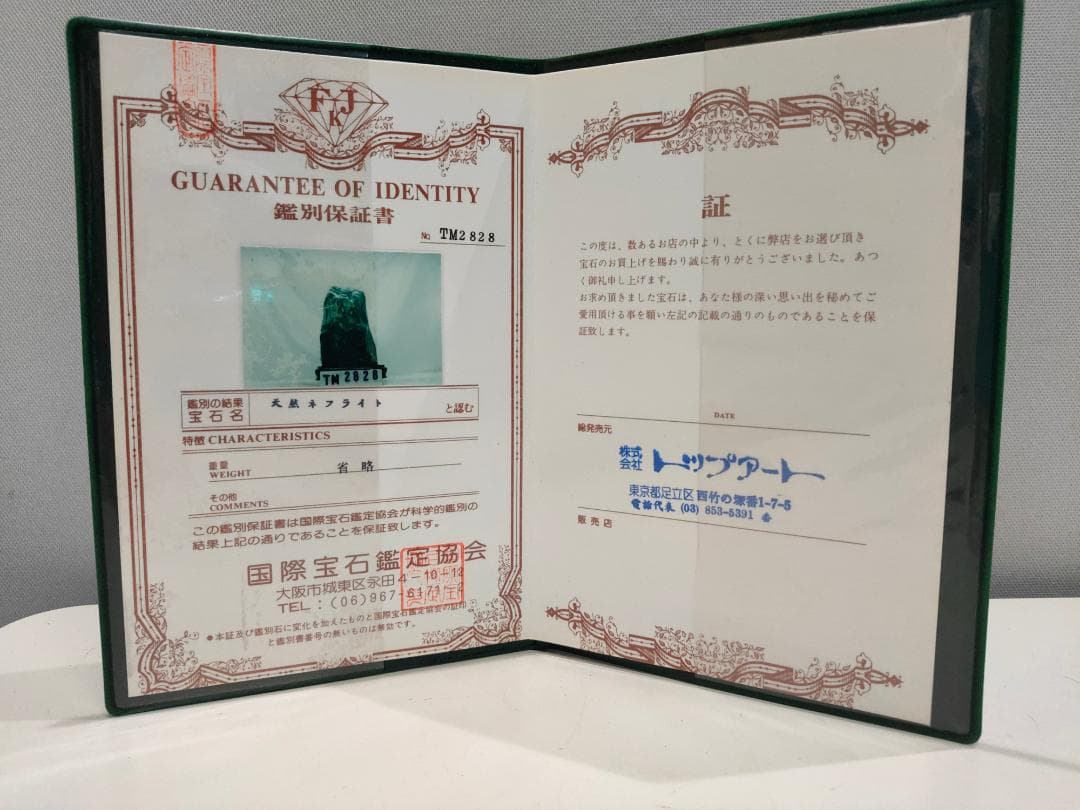 FKJ
GUARANTEE OF IDENTITY
鑑別保証書
№ TM2828
TM 2828
鑑別の結果
宝石名
天然ネフライト
と認む
特徴 CHARACTERISTICS
重量
WEIGHT
省略
その他
COMMENTS
この鑑別保証書は国際宝石鑑定協会が科学的鑑別の
結果上記の通りであることを保証致します。
国際宝石鑑定協会
大阪市城東区永田4-10-12
TEL:(06)967-
●本証及び鑑別石に変化を加えたものと国際宝石鑑定協会の証印
と鑑別書番号の無いものは無効です。
証
この度は、数あるお店の中より、とくに弊店をお選び頂き
宝石のお買上げを賜わり誠に有りがとうございました。あつ
く御礼申し上げます。
お求め頂きました宝石は、あなた様の深い思い出を秘めてご
愛用頂ける事を願い左記の記載の通りのものであることを保
証致します。
DATE
総発売元
株式会社 トップアート
東京都足立区西竹の塚番1-7-5
電話代表 (03) 853-5391 番
販売店